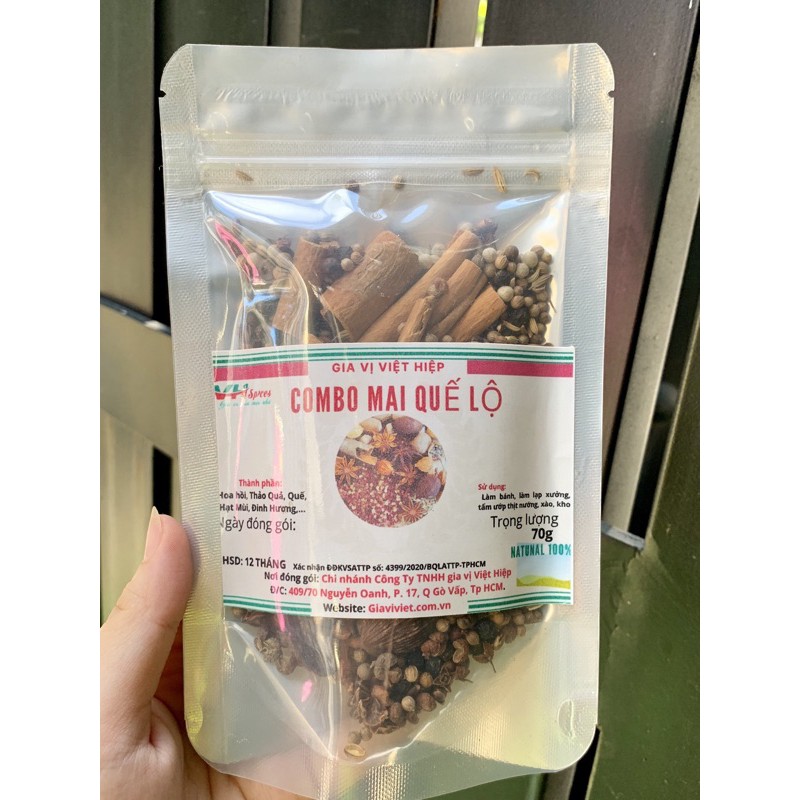 GIA VỊ VIỆT HIỆP
VH Spices
COMBO MAI QUẾ LỘ
Thành phần:
Hoa hồi, Thảo Quả, Quế,
Hạt Mùi, Đinh Hương,...
Ngày đóng gói:
Sử dụng:
Làm bánh, làm lạp xưởng,
tẩm ướp thịt nướng, xào, kho
Trọng lượng
70g
NATUNAL 100%
HSD: 12 THÁNG
Xác nhận ĐĐKVSATTP số: 4399/2020/BQLATTP-TPHCM
Nơi đóng gói: Chi nhánh Công Ty TNHH gia vị Việt Hiệp
Đ/C: 409/70 Nguyễn Oanh, P. 17, Q Gò Vấp, Tp HCM.
Website: Giaviviet.com.vn